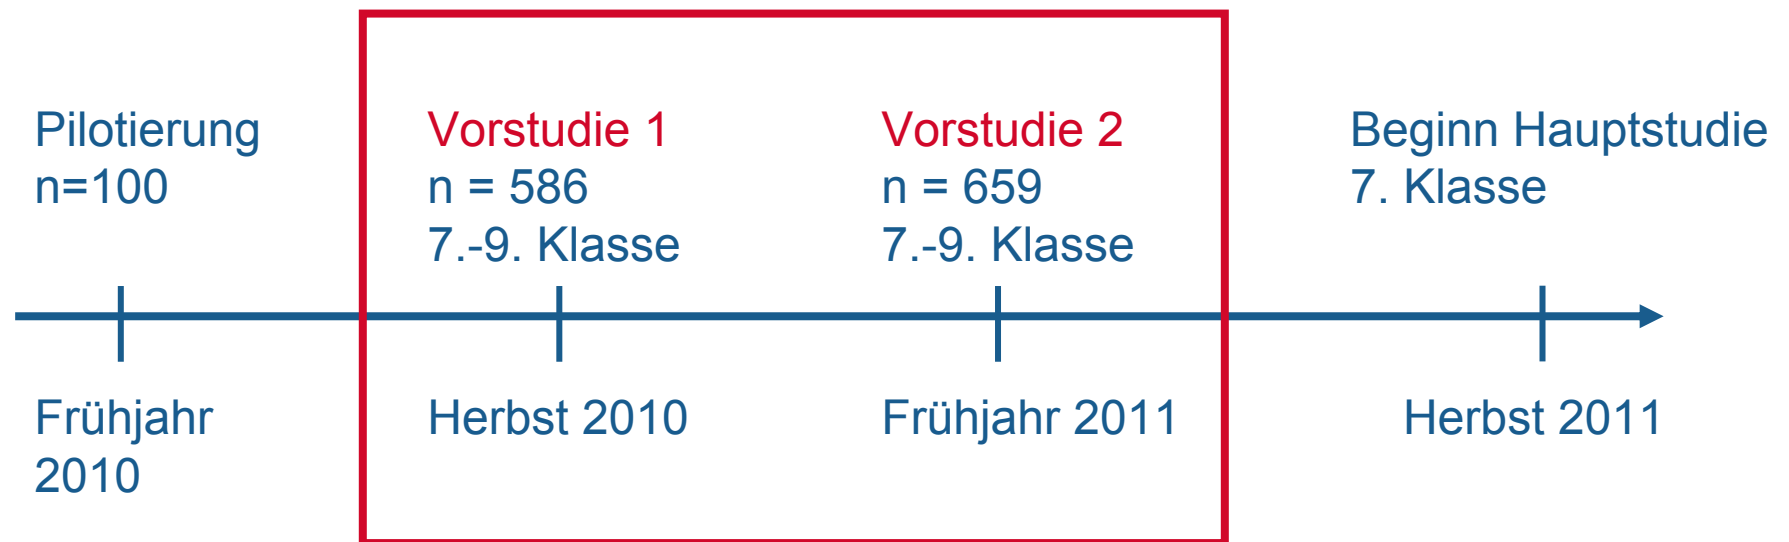 Pilotierung
n=100
Vorstudie 1
n = 586
7.-9. Klasse
Vorstudie 2
n = 659
7.-9. Klasse
Beginn Hauptstudie
7. Klasse
Frühjahr
2010
Herbst 2010
Frühjahr 2011
Herbst 2011